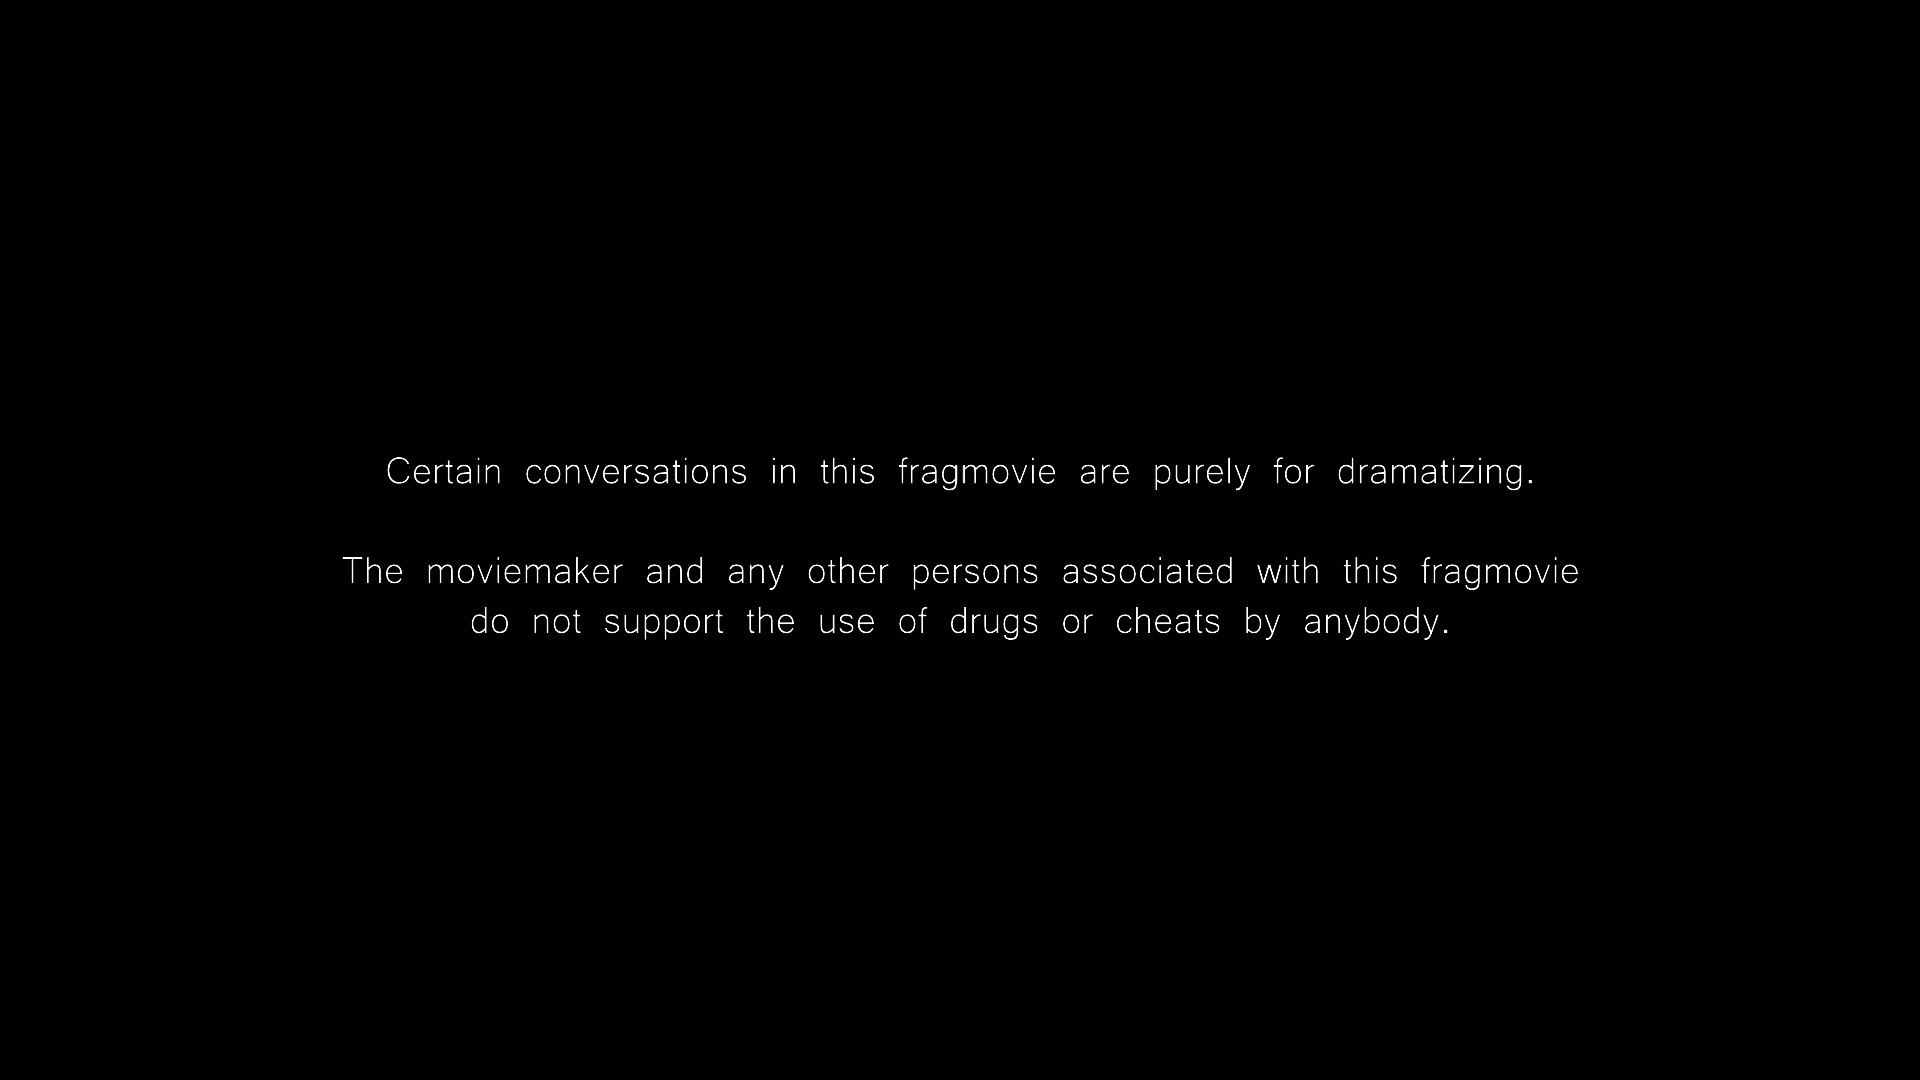 Certain conversations in this fragmovie are purely for dramatizing.
The moviemaker and any other persons associated with this fragmovie
do not support the use of drugs or cheats by anybody.